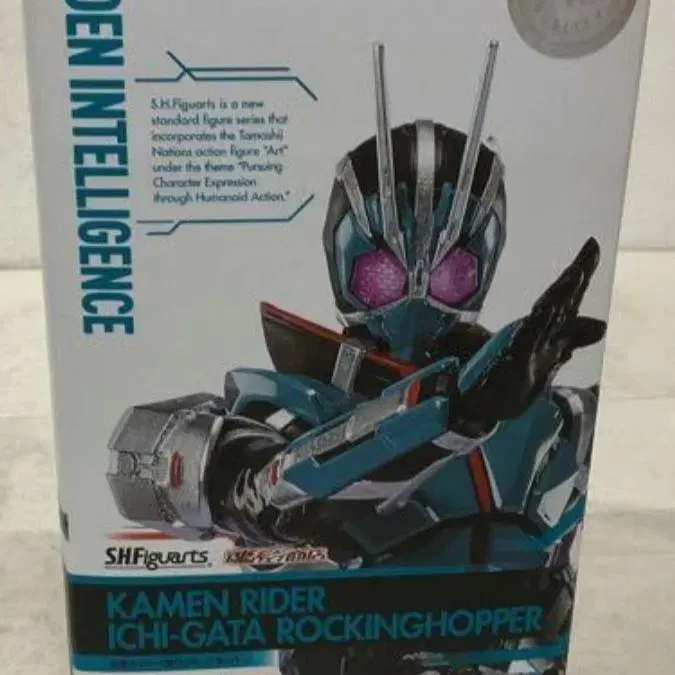 DEN INTELLIGENCE
S.H.Figuarts is a new
standard figure series that
incorporates the Tamashii
Nations action figure "Art"
under the theme "Pursuing
Character Expression
through Humanoid Action."
S.H.Figuarts
KAMEN RIDER
ICHI-GATA ROCKINGHOPPER